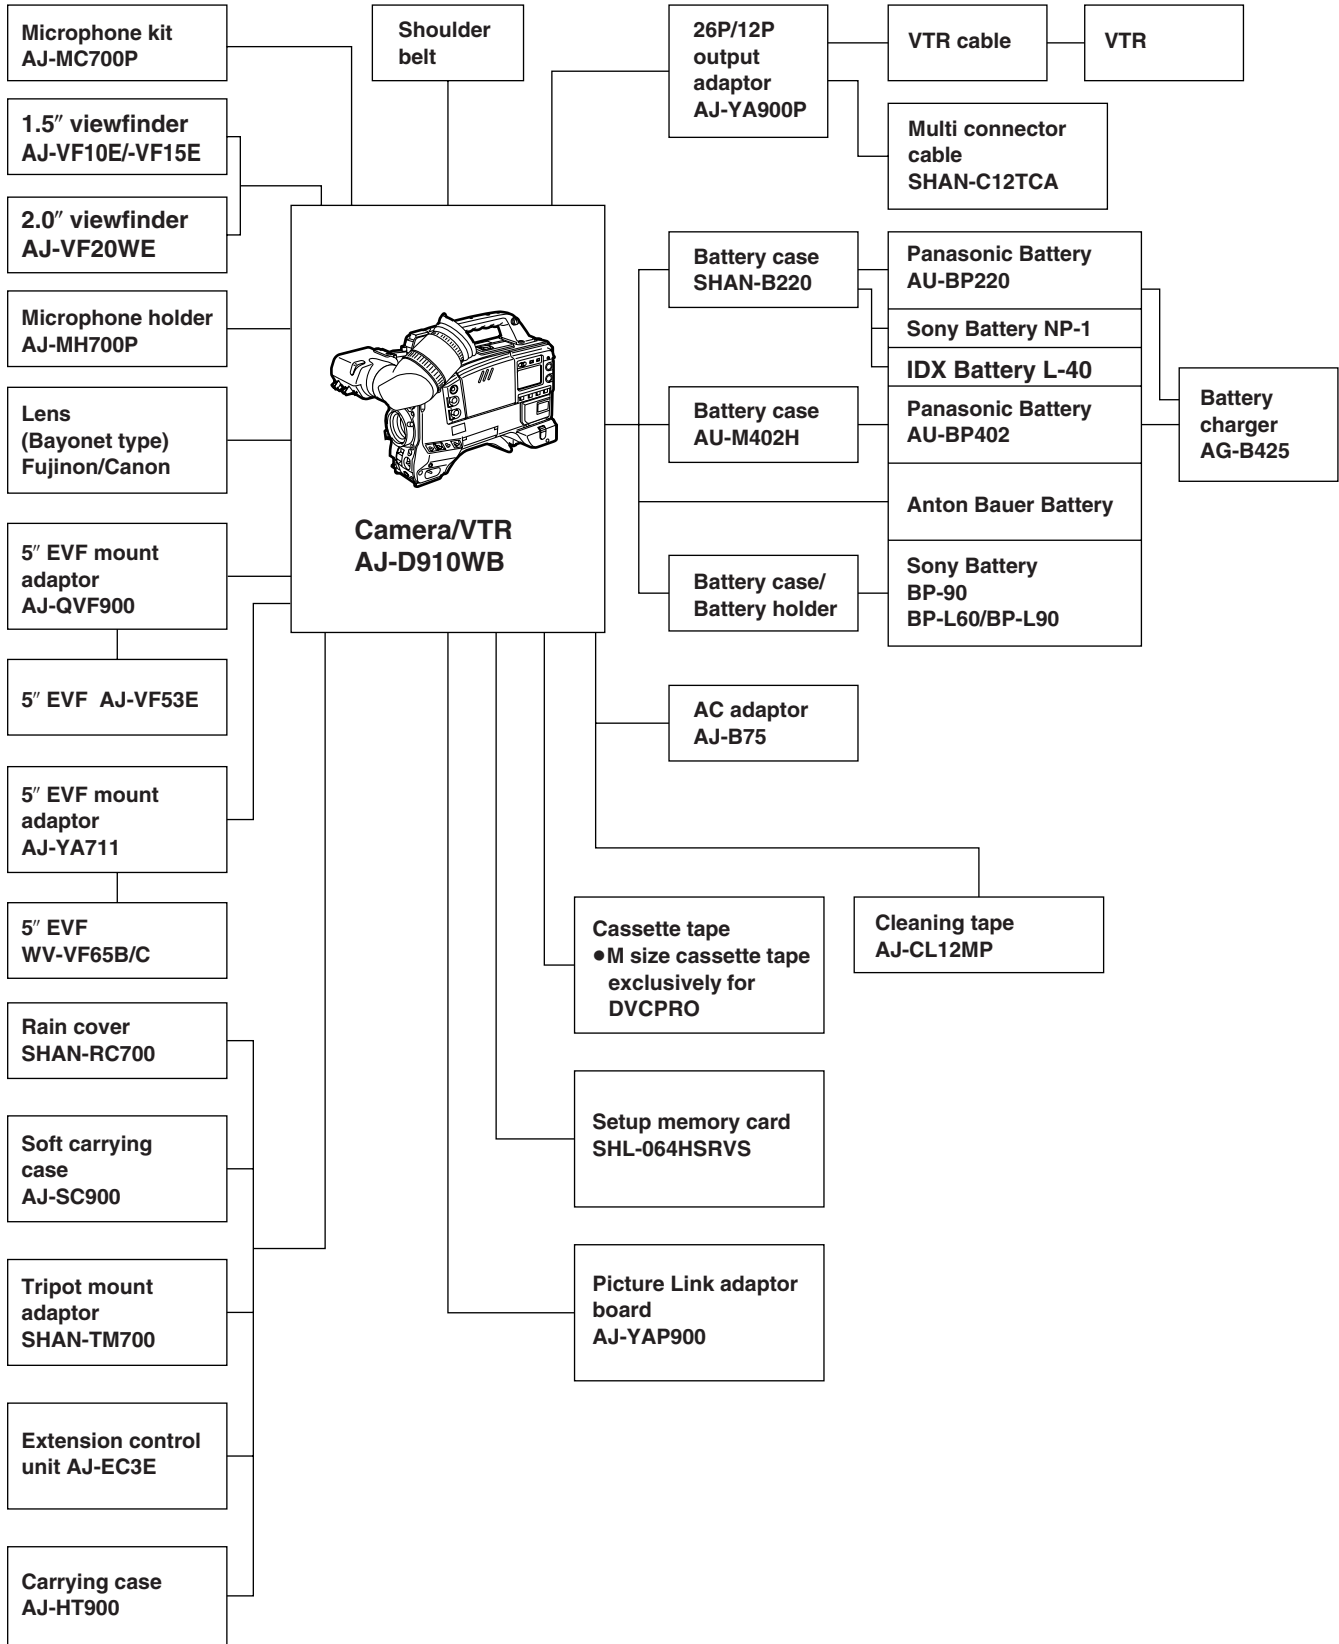 Microphone kit
AJ-MC700P
Shoulder
belt
26P/12P
output
adaptor
AJ-YA900P
VTR cable
VTR
1.5″ viewfinder
AJ-VF10E/-VF15E
Multi connector
cable
SHAN-C12TCA
2.0″ viewfinder
AJ-VF20WE
Battery case
SHAN-B220
Panasonic Battery
AU-BP220
Microphone holder
AJ-MH700P
Sony Battery NP-1
IDX Battery L-40
Lens
(Bayonet type)
Fujinon/Canon
Battery case
AU-M402H
Panasonic Battery
AU-BP402
Battery
charger
AG-B425
Anton Bauer Battery
Camera/VTR
AJ-D910WB
5″ EVF mount
adaptor
AJ-QVF900
Battery case/
Battery holder
Sony Battery
BP-90
BP-L60/BP-L90
5″ EVF  AJ-VF53E
AC adaptor
AJ-B75
5″ EVF mount
adaptor
AJ-YA711
5″ EVF
WV-VF65B/C
Cassette tape
●M size cassette tape
exclusively for
DVCPRO
Cleaning tape
AJ-CL12MP
Rain cover
SHAN-RC700
Soft carrying
case
AJ-SC900
Setup memory card
SHL-064HSRVS
Tripot mount
adaptor
SHAN-TM700
Picture Link adaptor
board
AJ-YAP900
Extension control
unit AJ-EC3E
Carrying case
AJ-HT900